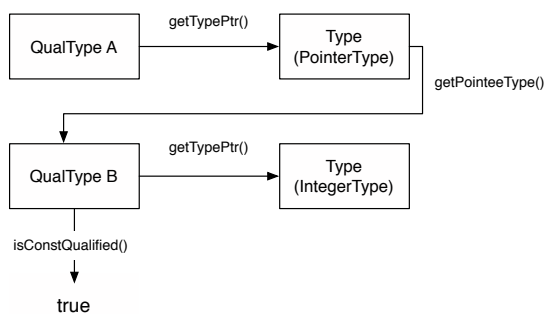 getTypePtr()
QualType A
Type
(PointerType)
getPointeeType()
getTypePtr()
QualType B
Type
(IntegerType)
isConstQualified()
true